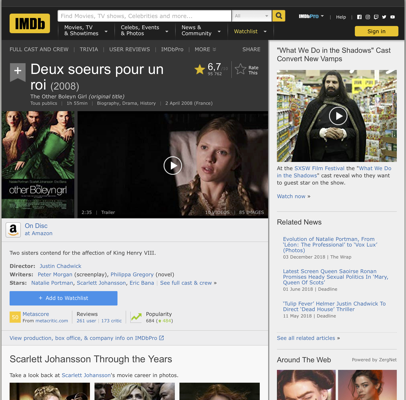 IMDb
Find Movies, TV shows, Celebrities and more...
All
IMDbPro
Help
Movies, TV
& Showtimes
Celebs, Events
& Photos
News &
Community
Watchlist
Sign in
FULL CAST AND CREW
TRIVIA
USER REVIEWS
IMDbPro
MORE
SHARE
+
Deux soeurs pour un
roi (2008)
The Other Boleyn Girl (original title)
Tous publics | 1h 55min | Biography, Drama, History | 2 April 2008 (France)
6,7
Rate
This
other Boleyn girl
2:35 | Trailer
a
On Disc
at Amazon
Two sisters contend for the affection of King Henry VIII.
Director: Justin Chadwick
Writers: Peter Morgan (screenplay), Philippa Gregory (novel)
Stars: Natalie Portman, Scarlett Johansson, Eric Bana | See full cast & crew »
+ Add to Watchlist
Metascore
From metacritic.com
Reviews
261 user | 173 critic
Popularity
View production, box office, & company info on IMDbPro
Scarlett Johansson Through the Years
Take a look back at Scarlett Johansson's movie career in photos.
"What We Do in the Shadows" Cast
Convert New Vamps
At the SXSW Film Festival the "What We Do
in the Shadows" cast reveal who they want
to guest star on the show.
Watch now »
Related News
Evolution of Natalie Portman, From
'Léon: The Professional' to 'Vox Lux'
(Photos)
03 December 2018 | The Wrap
Latest Screen Queen Saoirse Ronan
Promises Heady Sexual Politics In 'Mary,
Queen Of Scots'
01 June 2018 | Deadline
'Tulip Fever' Helmer Justin Chadwick To
Direct 'Dead House' Thriller
11 May 2018 | Deadline
See all related articles »
Around The Web
Powered by ZergNet